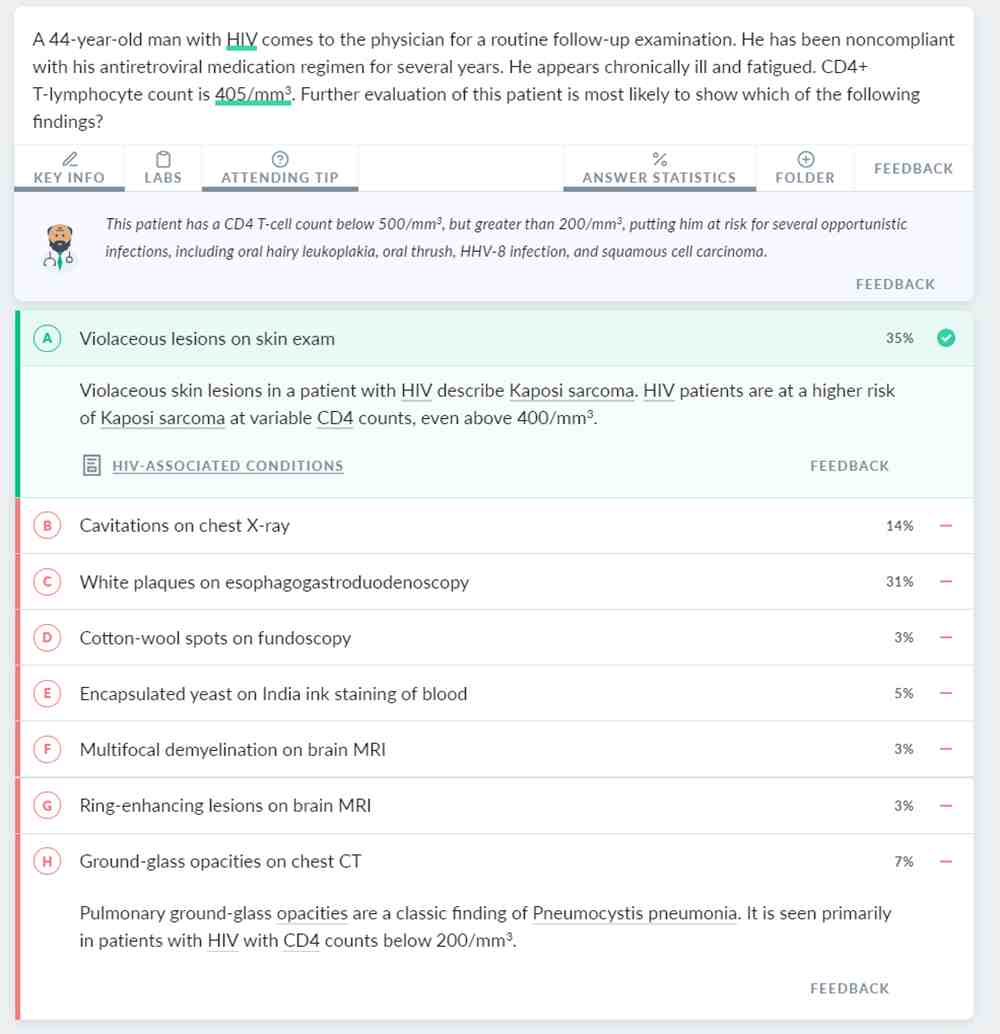 A 44-year-old man with HIV comes to the physician for a routine follow-up examination. He has been noncompliant
with his antiretroviral medication regimen for several years. He appears chronically ill and fatigued. CD4+
T-lymphocyte count is 405/mm³. Further evaluation of this patient is most likely to show which of the following
findings?
KEY INFO
LABS
ATTENDING TIP
%
ANSWER STATISTICS
FOLDER
FEEDBACK
This patient has a CD4 T-cell count below 500/mm³, but greater than 200/mm³, putting him at risk for several opportunistic
infections, including oral hairy leukoplakia, oral thrush, HHV-8 infection, and squamous cell carcinoma.
FEEDBACK
A Violaceous lesions on skin exam 35%
Violaceous skin lesions in a patient with HIV describe Kaposi sarcoma. HIV patients are at a higher risk
of Kaposi sarcoma at variable CD4 counts, even above 400/mm³.
HIV-ASSOCIATED CONDITIONS FEEDBACK
B Cavitations on chest X-ray 14%
C White plaques on esophagogastroduodenoscopy 31%
D Cotton-wool spots on fundoscopy 3%
E Encapsulated yeast on India ink staining of blood 5%
F Multifocal demyelination on brain MRI 3%
G Ring-enhancing lesions on brain MRI 3%
H Ground-glass opacities on chest CT 7%
Pulmonary ground-glass opacities are a classic finding of Pneumocystis pneumonia. It is seen primarily
in patients with HIV with CD4 counts below 200/mm³.
FEEDBACK